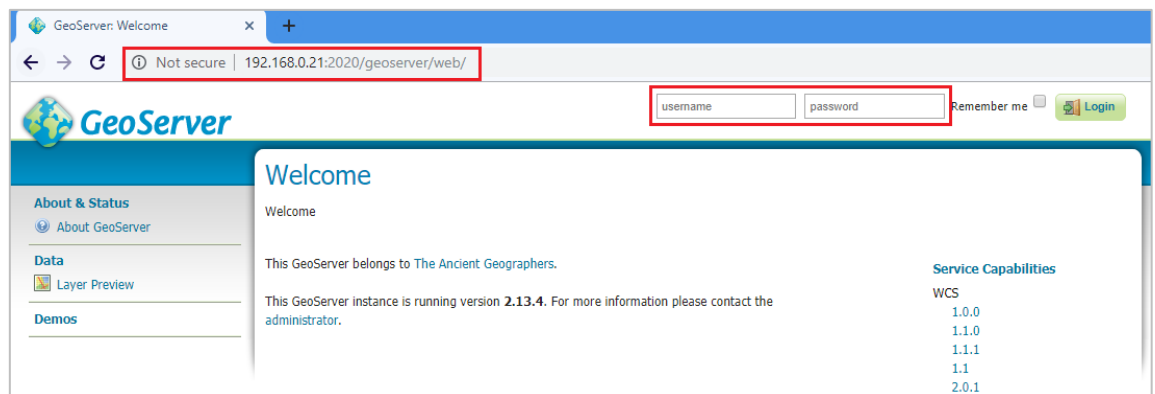 GeoServer: Welcome
Not secure | 192.168.0.21:2020/geoserver/web/
GeoServer
username password Remember me Login
Welcome
About & Status
About GeoServer
Welcome
Data
Layer Preview
Demos
This GeoServer belongs to The Ancient Geographers.
This GeoServer instance is running version 2.13.4. For more information please contact the
administrator.
Service Capabilities
WCS
1.0.0
1.1.0
1.1.1
1.1
2.0.1